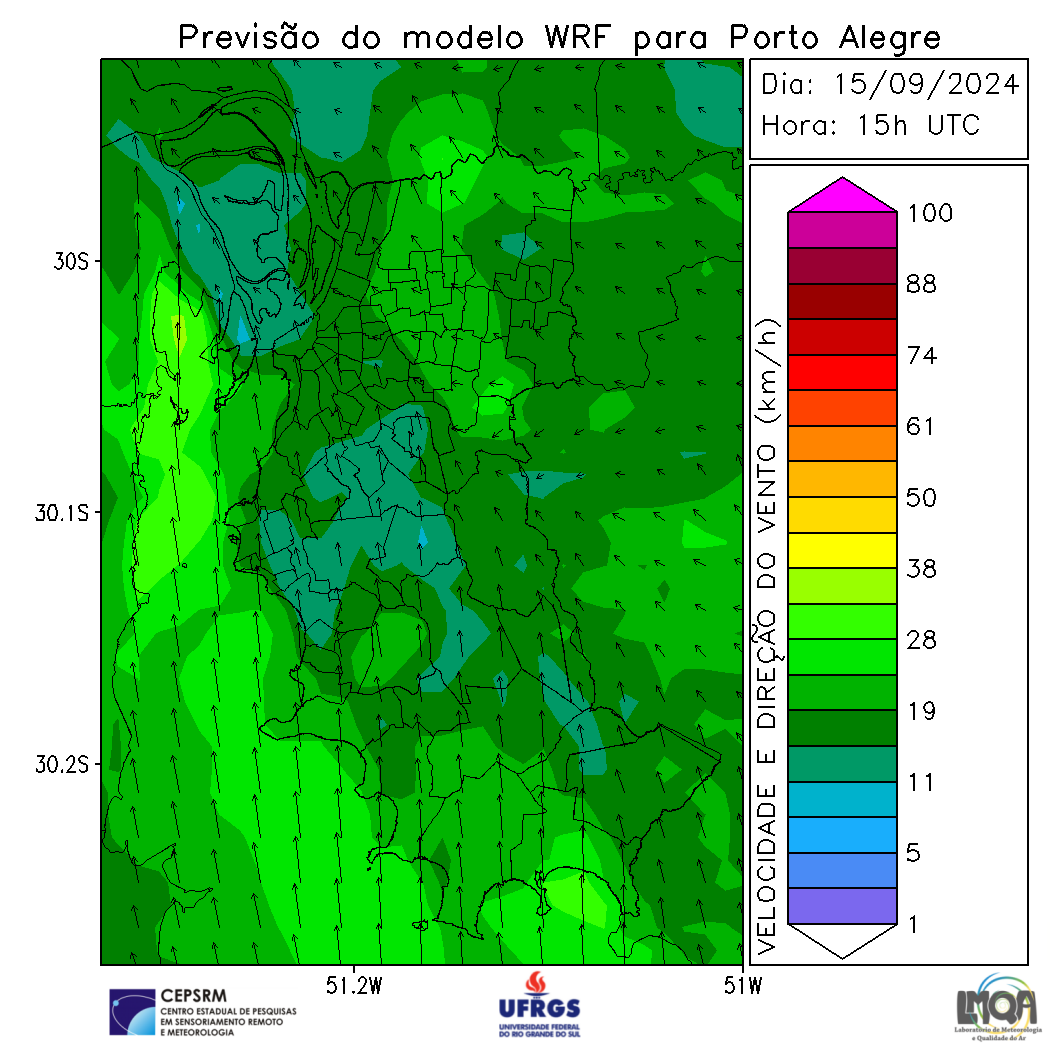 Previsão do modelo WRF para Porto Alegre
Dia: 15/09/2024
Hora: 15h UTC
30S
30.1S
30.2S
51.2W
51W
VELOCIDADE E DIREÇÃO DO VENTO (km/h)
100
88
74
61
50
38
28
19
11
5
1
CEPSRM
CENTRO ESTADUAL DE PESQUISAS
EM SENSORIAMENTO REMOTO
E METEOROLOGIA
UFRGS
UNIVERSIDADE FEDERAL
DO RIO GRANDE DO SUL
LMQA
Laboratório de Meteorologia
e Qualidade do Ar